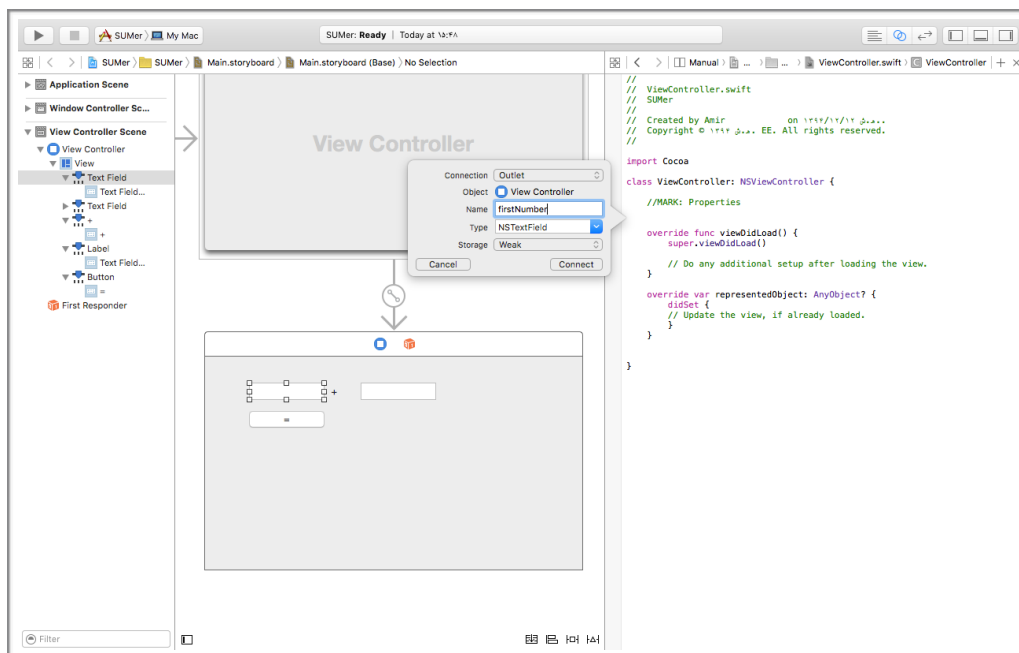 SUMer 〉 My Mac
SUMer: Ready | Today at ۱۵:۴۸
SUMer 〉 SUMer 〉 Main.storyboard 〉 Main.storyboard (Base) 〉 No Selection
Manual 〉 ... 〉 ... 〉 ViewController.swift 〉 ViewController
Application Scene
Window Controller Sc...
View Controller Scene
View Controller
View
Text Field
Text Field...
Text Field
+
+
Label
Text Field...
Button
=
First Responder
Filter
View Controller
Connection Outlet
Object View Controller
Name firstNumber
Type NSTextField
Storage Weak
Cancel Connect
+
=
//
// ViewController.swift
// SUMer
//
// Created by Amir on ۱۳۹۴/۱۲/۱۲ ه‍.ش..
// Copyright © ۱۳۹۴ ه‍.ش. EE. All rights reserved.
//
import Cocoa
class ViewController: NSViewController {
//MARK: Properties
override func viewDidLoad() {
super.viewDidLoad()
// Do any additional setup after loading the view.
}
override var representedObject: AnyObject? {
didSet {
// Update the view, if already loaded.
}
}
}